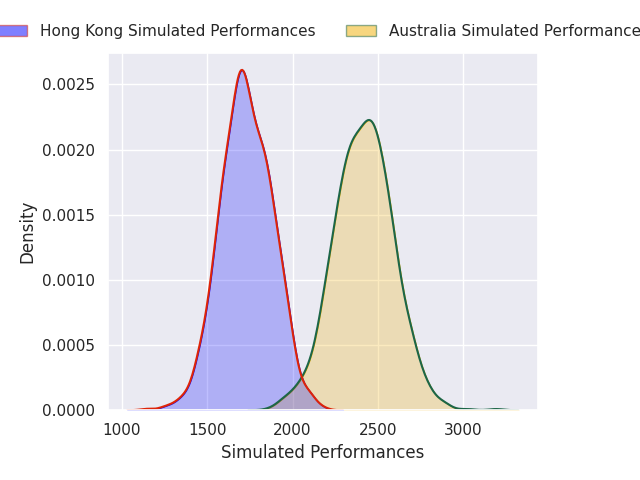 Hong Kong Simulated Performances
Australia Simulated Performance
0.0025
0.0020
0.0015
0.0010
0.0005
0.0000
Density
1000 1500 2000 2500 3000
Simulated Performances